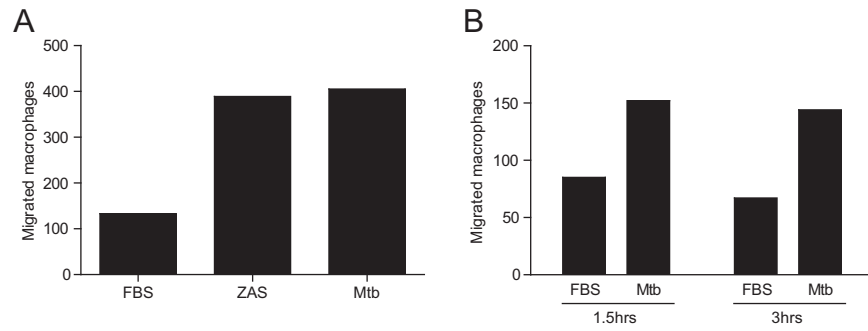 A
Migrated macrophages
500
400
300
200
100
0
FBS ZAS Mtb
B
Migrated macrophages
200
150
100
50
0
FBS Mtb FBS Mtb
1.5hrs 3hrs